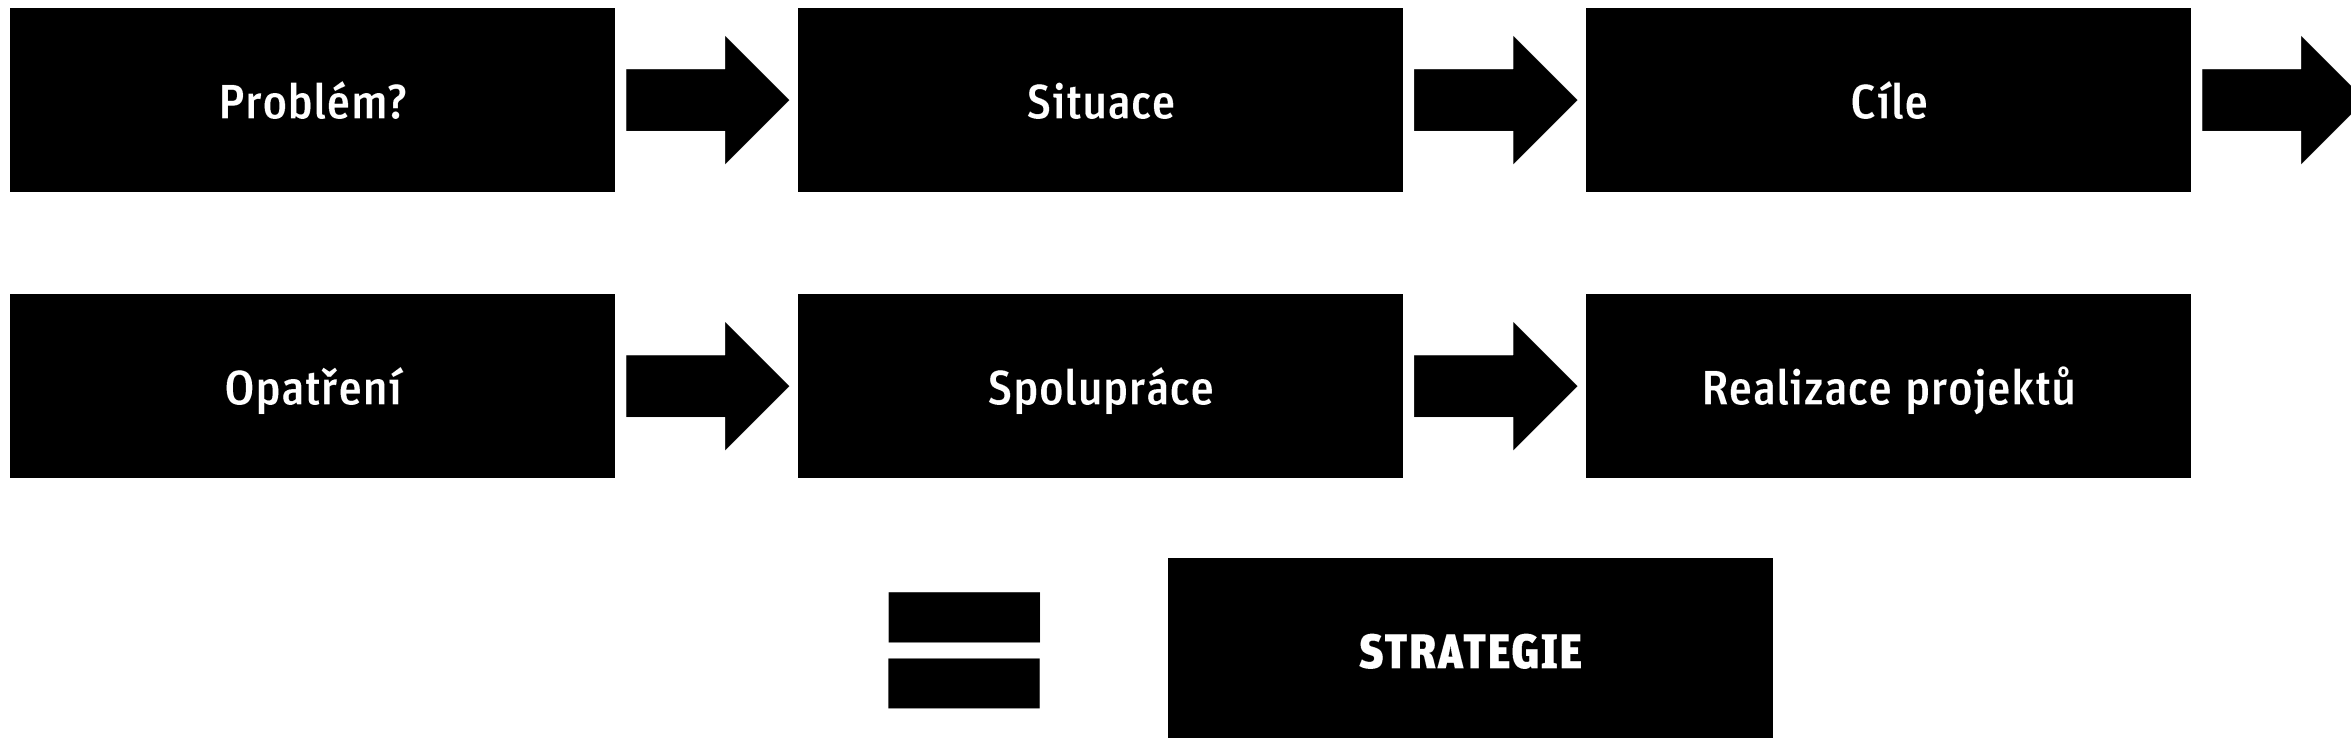 Problém?
Situace
Cíle
Opatření
Spolupráce
Realizace projektů
STRATEGIE